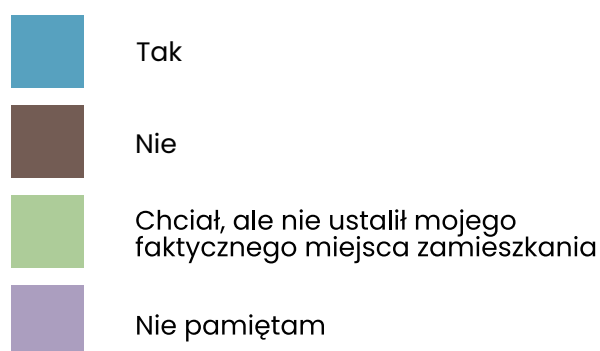 Tak
Nie
Chciał, ale nie ustalił mojego
faktycznego miejsca zamieszkania
Nie pamiętam